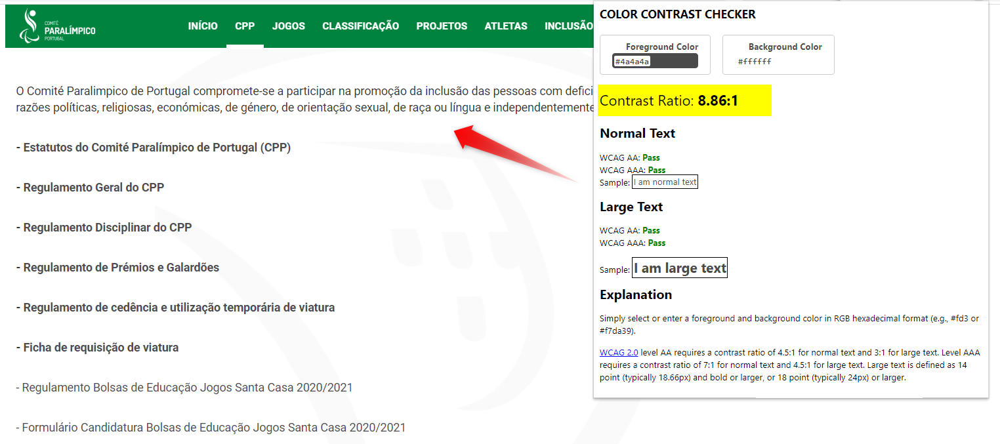 COMITÉ
PARALÍMPICO
PORTUGAL
INÍCIO CPP JOGOS CLASSIFICAÇÃO PROJETOS ATLETAS INCLUSÃO
O Comité Paralimpico de Portugal compromete-se a participar na promoção da inclusão das pessoas com defici
razões políticas, religiosas, económicas, de género, de orientação sexual, de raça ou língua e independentemente
- Estatutos do Comité Paralímpico de Portugal (CPP)
- Regulamento Geral do CPP
- Regulamento Disciplinar do CPP
- Regulamento de Prémios e Galardões
- Regulamento de cedência e utilização temporária de viatura
- Ficha de requisição de viatura
- Regulamento Bolsas de Educação Jogos Santa Casa 2020/2021
- Formulário Candidatura Bolsas de Educação Jogos Santa Casa 2020/2021
COLOR CONTRAST CHECKER
Foreground Color
#4a4a4a
Background Color
#ffffff
Contrast Ratio: 8.86:1
Normal Text
WCAG AA: Pass
WCAG AAA: Pass
Sample: I am normal text
Large Text
WCAG AA: Pass
WCAG AAA: Pass
Sample: I am large text
Explanation
Simply select or enter a foreground and background color in RGB hexadecimal format (e.g., #fd3 or
#f7da39).
WCAG 2.0 level AA requires a contrast ratio of 4.5:1 for normal text and 3:1 for large text. Level AAA
requires a contrast ratio of 7:1 for normal text and 4.5:1 for large text. Large text is defined as 14
point (typically 18.66px) and bold or larger, or 18 point (typically 24px) or larger.